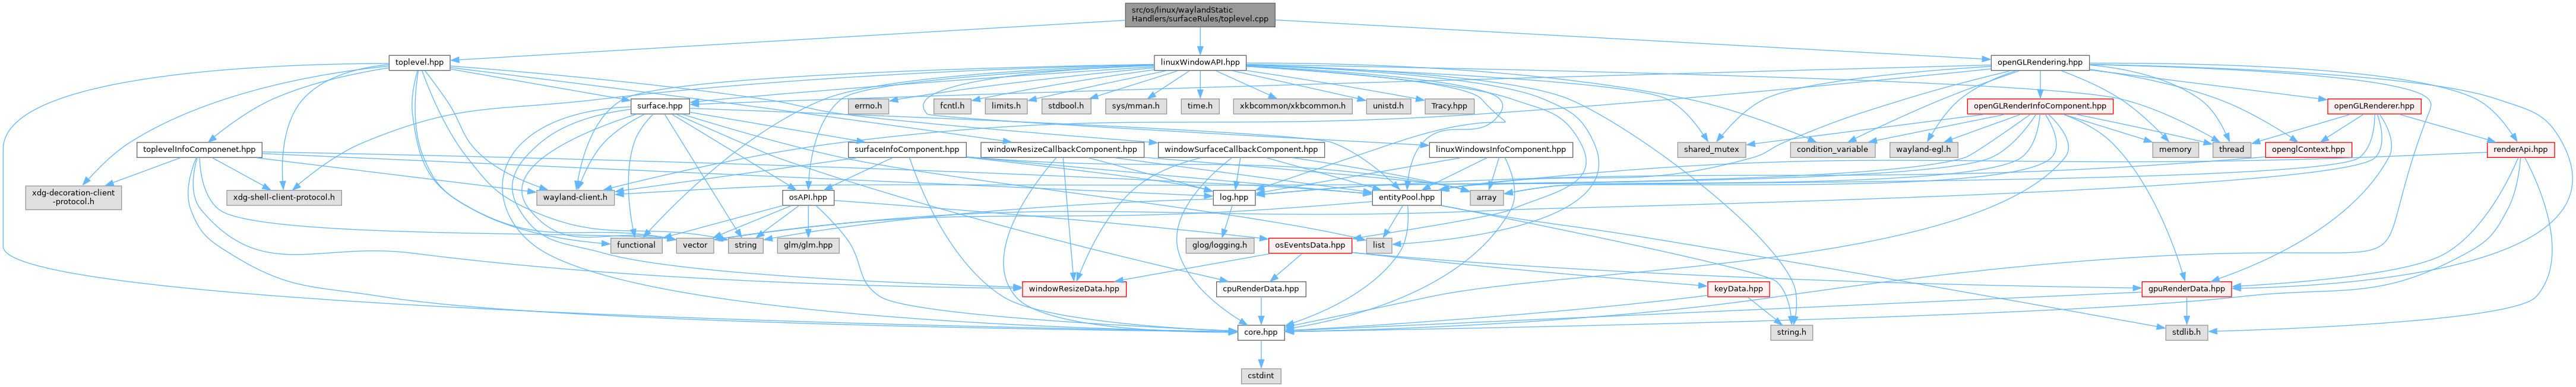 src/os/linux/waylandStatic
Handlers/surfaceRules/toplevel.cpp
toplevel.hpp
linuxWindowAPI.hpp
openGLRendering.hpp
surface.hpp
errno.h
fcntl.h
limits.h
stdbool.h
sys/mman.h
time.h
xkbcommon/xkbcommon.h
unistd.h
Tracy.hpp
openGLRenderInfoComponent.hpp
openGLRenderer.hpp
toplevelInfoComponenet.hpp
surfaceInfoComponent.hpp
windowResizeCallbackComponent.hpp
windowSurfaceCallbackComponent.hpp
linuxWindowsInfoComponent.hpp
shared_mutex
condition_variable
wayland-egl.h
memory
thread
openglContext.hpp
renderApi.hpp
xdg-decoration-client
-protocol.h
xdg-shell-client-protocol.h
wayland-client.h
osAPI.hpp
log.hpp
entityPool.hpp
array
functional
vector
string
glm/glm.hpp
glog/logging.h
osEventsData.hpp
list
windowResizeData.hpp
cpuRenderData.hpp
keyData.hpp
gpuRenderData.hpp
core.hpp
string.h
stdlib.h
cstdint